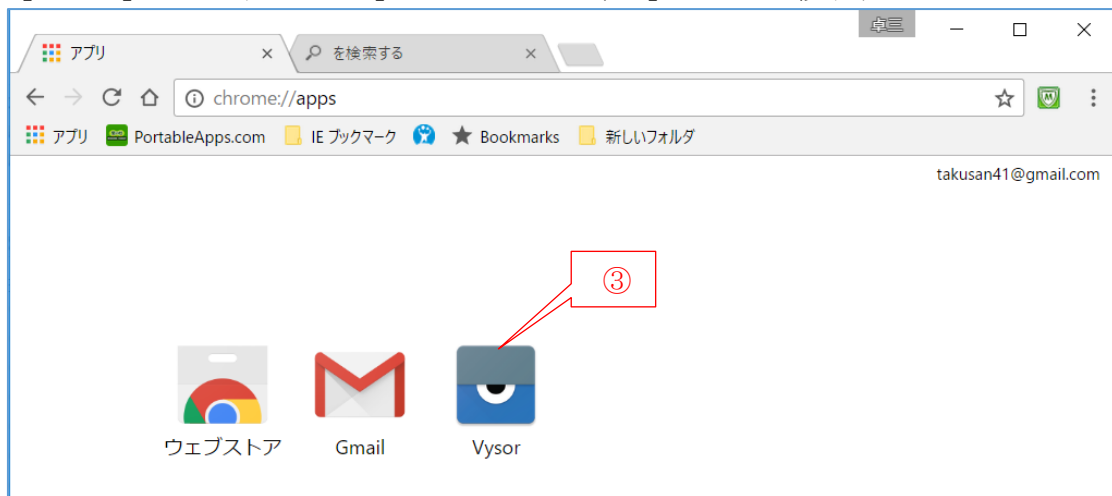 卓三
アプリ
を検索する
chrome://apps
アプリ
PortableApps.com
IE ブックマーク
Bookmarks
新しいフォルダ
takusan41@gmail.com
③
ウェブストア
Gmail
Vysor